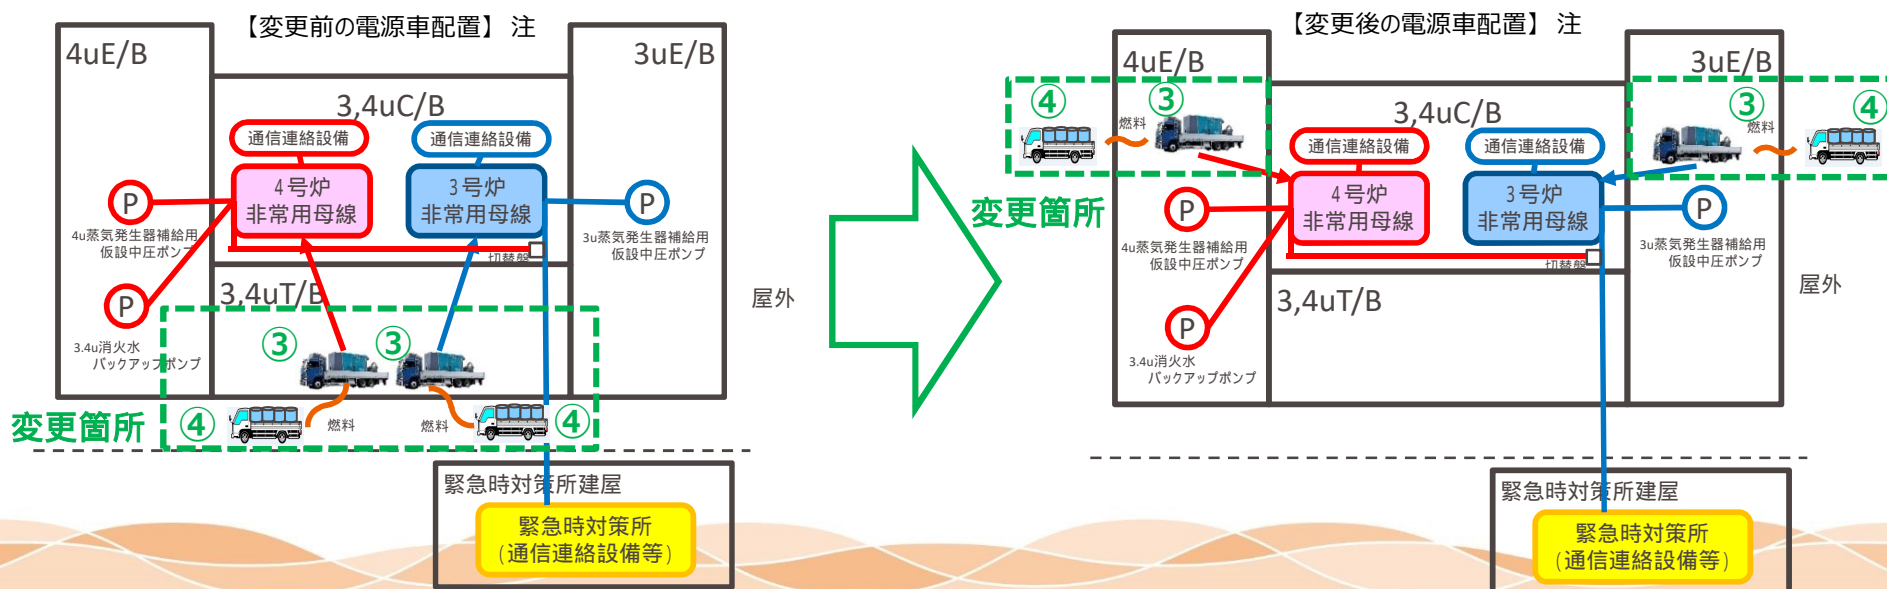 【変更前の電源車配置】 注
4uE/B
3uE/B
3,4uC/B
通信連絡設備
通信連絡設備
4号炉
非常用母線
3号炉
非常用母線
P
P
4u蒸気発生器補給用
仮設中圧ポンプ
3u蒸気発生器補給用
仮設中圧ポンプ
切替盤
3,4uT/B
P
屋外
3.4u消火水
バックアップポンプ
③
③
変更箇所
④
燃料
燃料
④
緊急時対策所建屋
緊急時対策所
(通信連絡設備等)
【変更後の電源車配置】 注
4uE/B
3uE/B
④
③
燃料
3,4uC/B
③
燃料
④
通信連絡設備
通信連絡設備
変更箇所
4号炉
非常用母線
3号炉
非常用母線
P
P
4u蒸気発生器補給用
仮設中圧ポンプ
3u蒸気発生器補給用
仮設中圧ポンプ
切替盤
3,4uT/B
P
屋外
3.4u消火水
バックアップポンプ
緊急時対策所建屋
緊急時対策所
(通信連絡設備等)